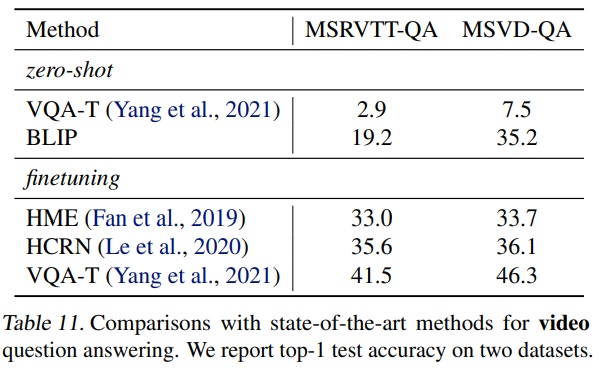 Method MSRVTT-QA MSVD-QA
zero-shot
VQA-T (Yang et al., 2021) 2.9 7.5
BLIP 19.2 35.2
finetuning
HME (Fan et al., 2019) 33.0 33.7
HCRN (Le et al., 2020) 35.6 36.1
VQA-T (Yang et al., 2021) 41.5 46.3
Table 11. Comparisons with state-of-the-art methods for video
question answering. We report top-1 test accuracy on two datasets.